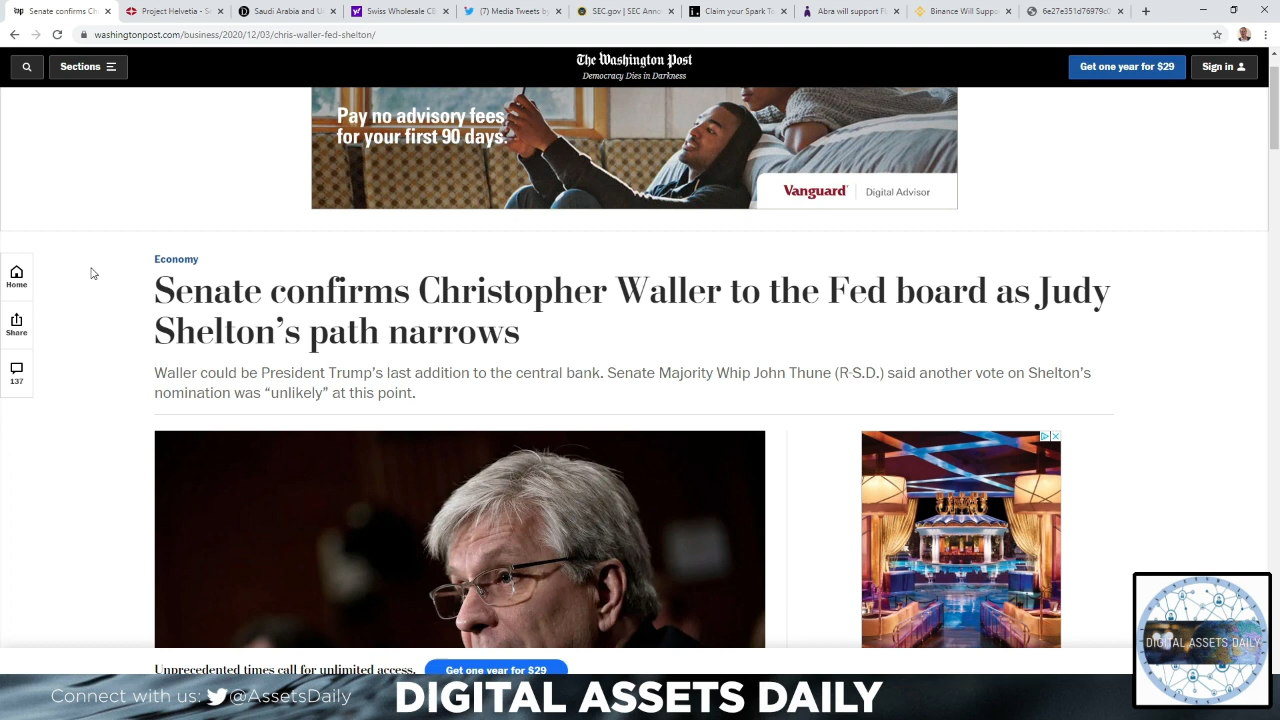 Senate confirms Ch
Project Helvetia - S
Saudi Arabia and U
Swiss Wholesale CB
(7) Media Tweets by
SEC.gov | SEC Anno
Claim your Spark To
Abra will support
Binance Will Suppo
6e27e351d76979c0
washingtonpost.com/business/2020/12/03/chris-waller-fed-shelton/
Sections
The Washington Post
Democracy Dies in Darkness
Get one year for $29
Sign in
Pay no advisory fees
for your first 90 days.
Vanguard
Digital Advisor
Home
Share
137
Economy
Senate confirms Christopher Waller to the Fed board as Judy
Shelton's path narrows
Waller could be President Trump's last addition to the central bank. Senate Majority Whip John Thune (R-S.D.) said another vote on Shelton's
nomination was “unlikely” at this point.
Unprecedented times call for unlimited access.
Get one year for $29
DIGITAL ASSETS DAILY
Connect with us: @AssetsDaily
DIGITAL ASSETS DAILY